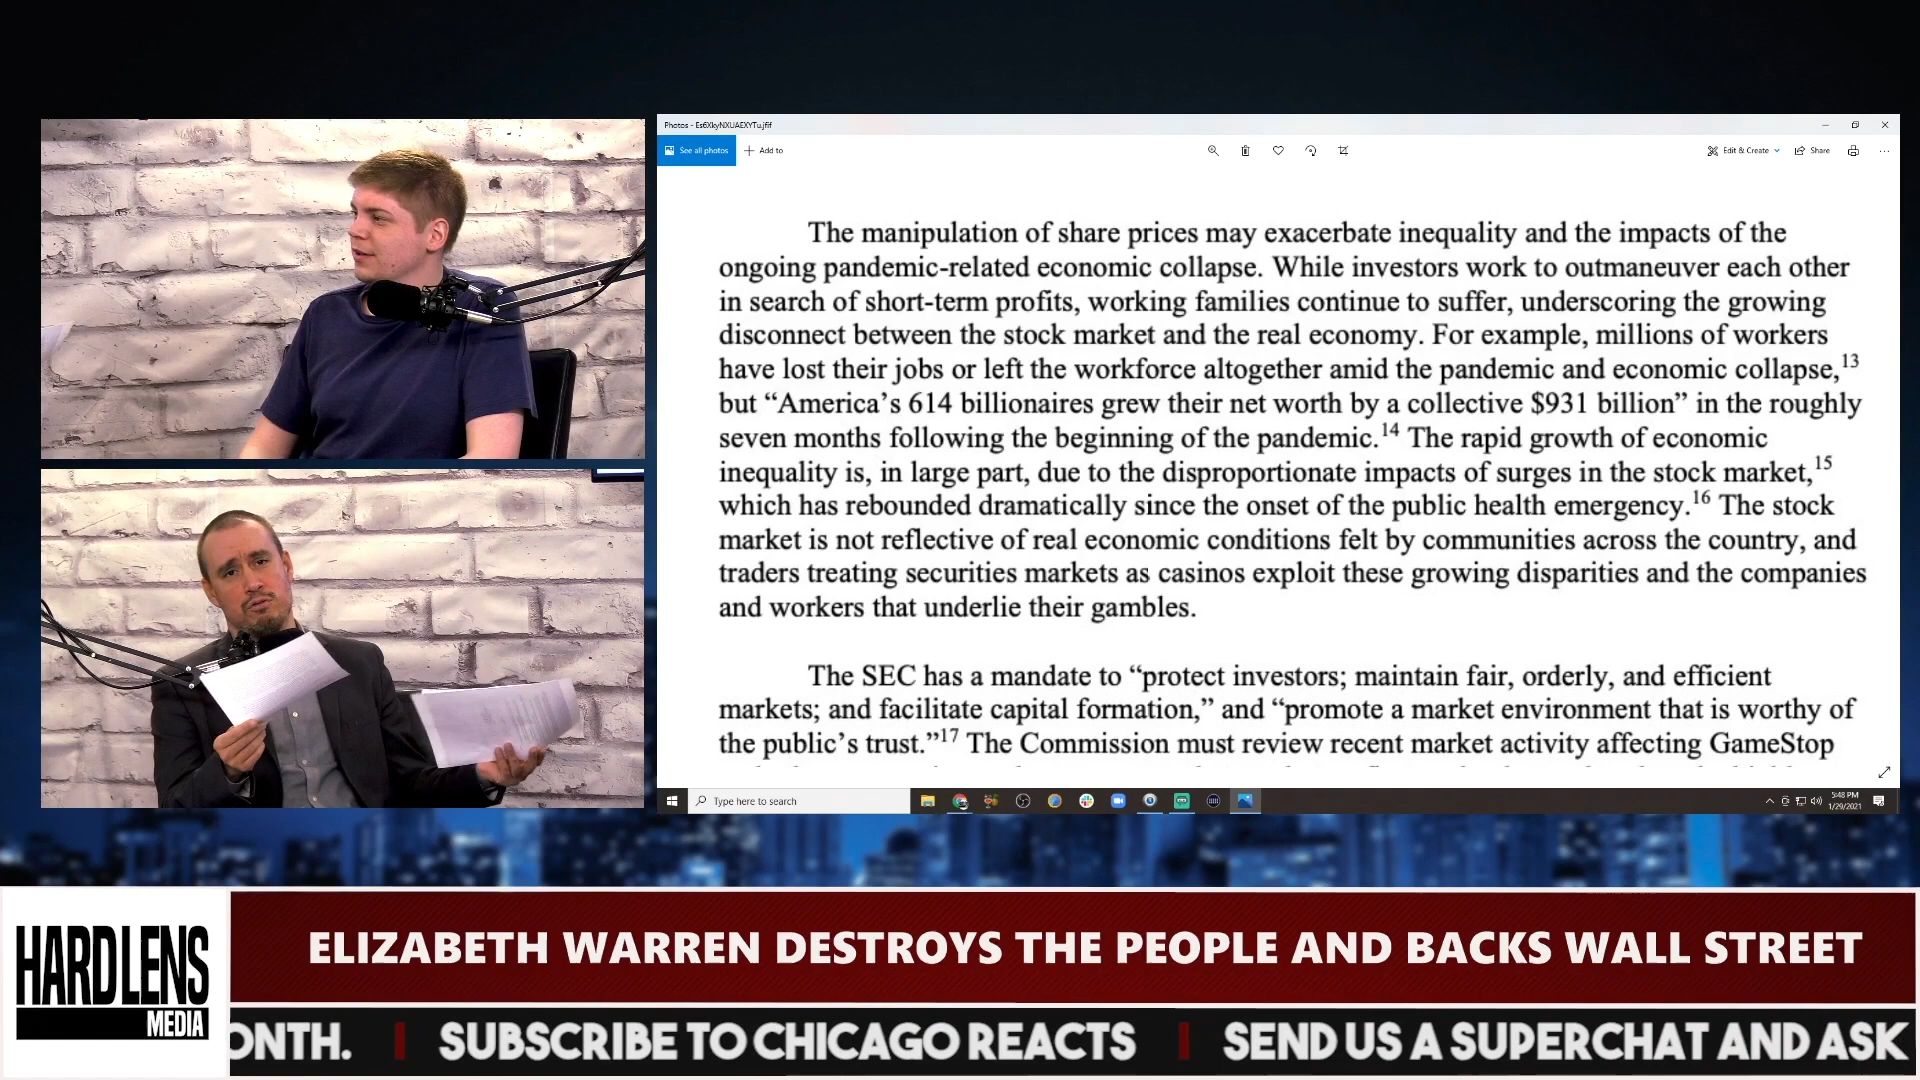 Photos - Es6XkyNXUAEXYTu.jfif
See all photos
Add to
Edit & Create
Share
The manipulation of share prices may exacerbate inequality and the impacts of the
ongoing pandemic-related economic collapse. While investors work to outmaneuver each other
in search of short-term profits, working families continue to suffer, underscoring the growing
disconnect between the stock market and the real economy. For example, millions of workers
have lost their jobs or left the workforce altogether amid the pandemic and economic collapse,13
but “America’s 614 billionaires grew their net worth by a collective $931 billion” in the roughly
seven months following the beginning of the pandemic.14 The rapid growth of economic
inequality is, in large part, due to the disproportionate impacts of surges in the stock market,15
which has rebounded dramatically since the onset of the public health emergency.16 The stock
market is not reflective of real economic conditions felt by communities across the country, and
traders treating securities markets as casinos exploit these growing disparities and the companies
and workers that underlie their gambles.
The SEC has a mandate to “protect investors; maintain fair, orderly, and efficient
markets; and facilitate capital formation,” and “promote a market environment that is worthy of
the public’s trust.”17 The Commission must review recent market activity affecting GameStop
Type here to search
5:48 PM
1/29/2021
HARD LENS
MEDIA
ELIZABETH WARREN DESTROYS THE PEOPLE AND BACKS WALL STREET
ONTH. | SUBSCRIBE TO CHICAGO REACTS | SEND US A SUPERCHAT AND ASK